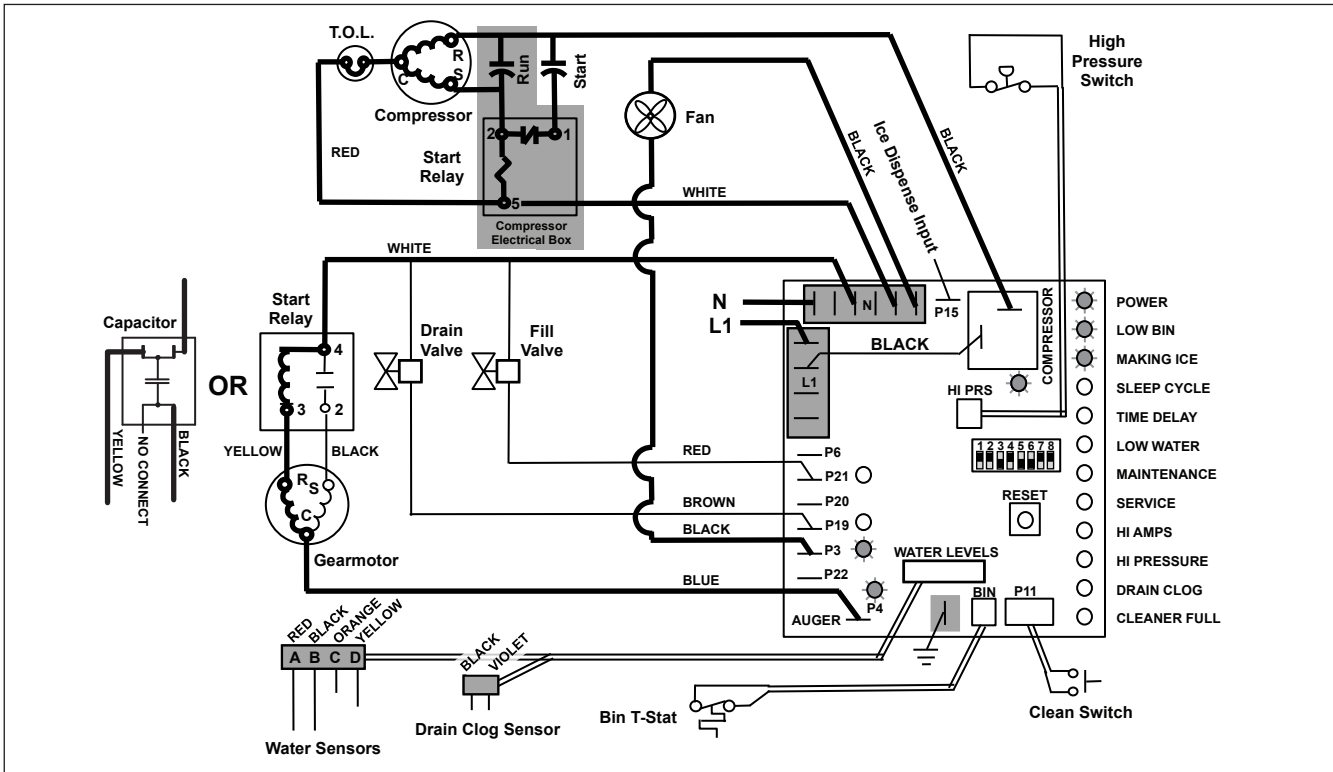 T.O.L.
R
C
S
Compressor
Run
Start
High
Pressure
Switch
Fan
2
1
RED
Start
Relay
5
Compressor
Electrical Box
WHITE
BLACK
Ice Dispense Input
BLACK
WHITE
Start
Relay
Capacitor
OR
4
3
2
YELLOW
NO CONNECT
BLACK
YELLOW
BLACK
R
S
C
Gearmotor
Drain
Valve
Fill
Valve
N
L1
N
P15
BLACK
L1
COMPRESSOR
HI PRS
POWER
LOW BIN
MAKING ICE
SLEEP CYCLE
TIME DELAY
LOW WATER
MAINTENANCE
SERVICE
HI AMPS
HI PRESSURE
DRAIN CLOG
CLEANER FULL
1 2 3 4 5 6 7 8
RESET
RED
BROWN
BLACK
BLUE
P6
P21
P20
P19
P3
P22
P4
AUGER
WATER LEVELS
BIN
P11
RED
BLACK
ORANGE
YELLOW
A B C D
Water Sensors
BLACK
VIOLET
Drain Clog Sensor
Bin T-Stat
Clean Switch